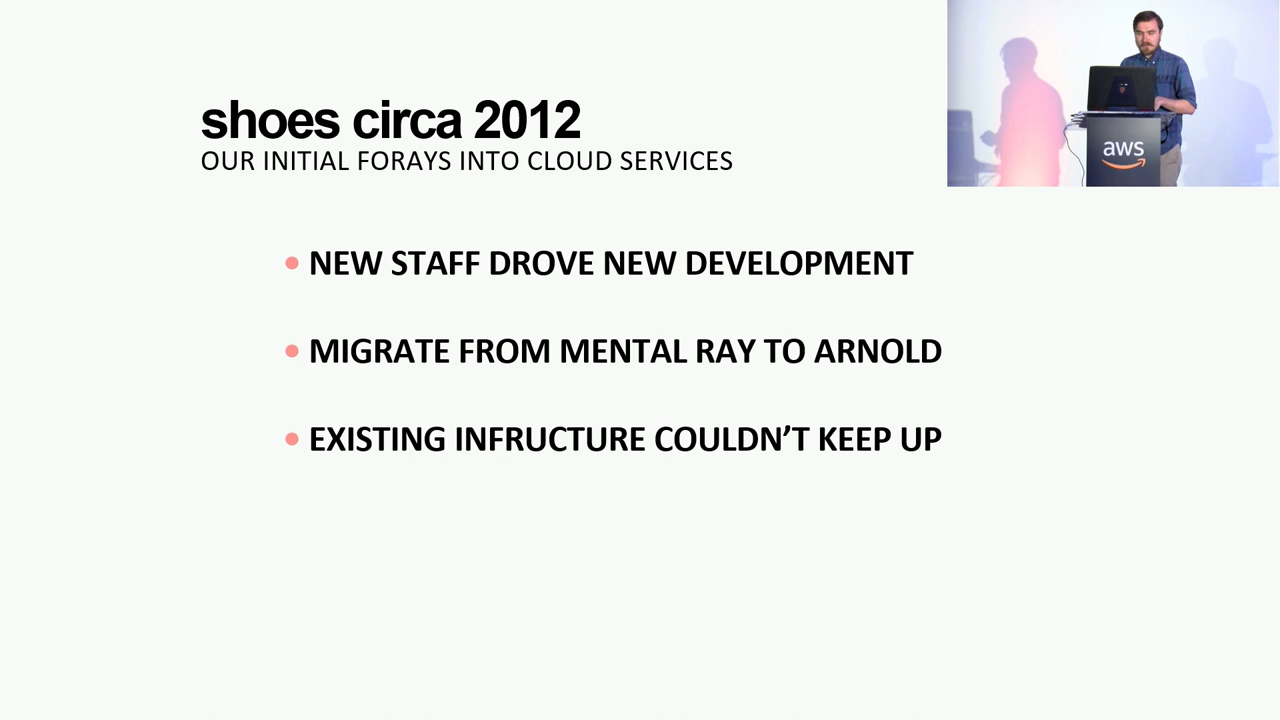 shoes circa 2012
OUR INITIAL FORAYS INTO CLOUD SERVICES
• NEW STAFF DROVE NEW DEVELOPMENT
• MIGRATE FROM MENTAL RAY TO ARNOLD
• EXISTING INFRUCTURE COULDN’T KEEP UP
aws